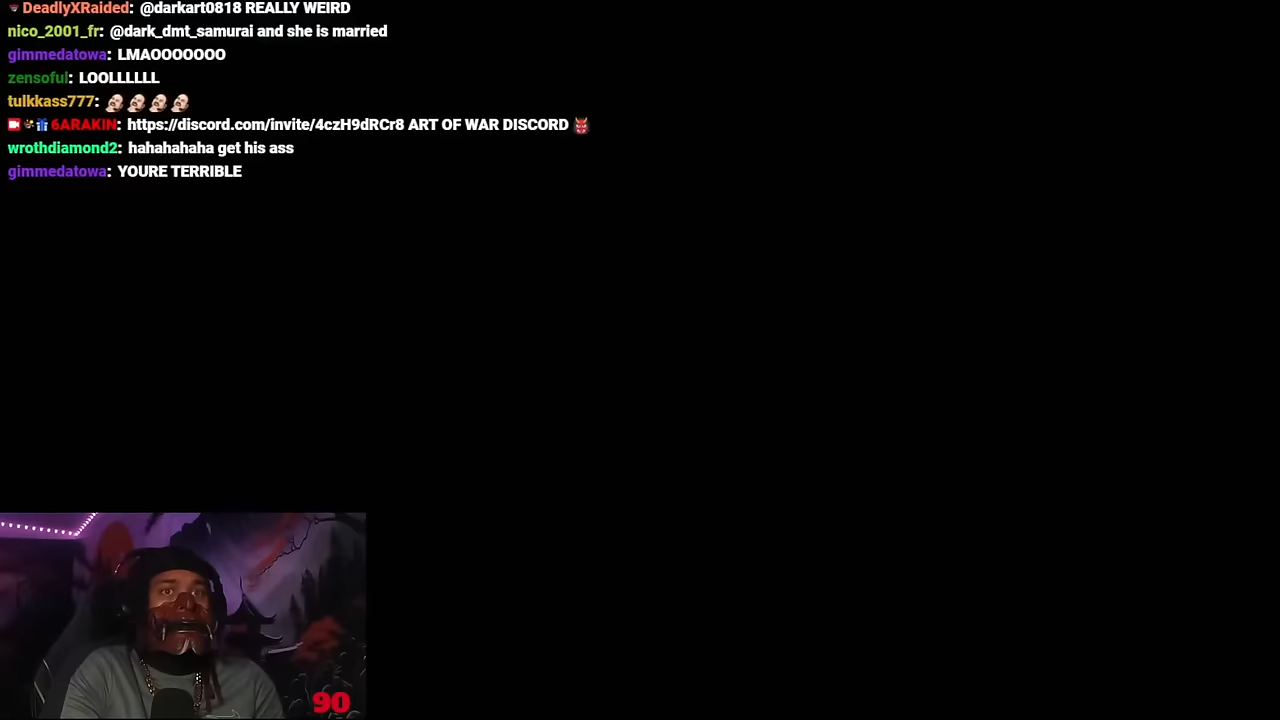 DeadlyXRaided: @darkart0818 REALLY WEIRD
nico_2001_fr: @dark_dmt_samurai and she is married
gimmedatowa: LMAOOOOOOO
zensoful: LOOLLLLLL
tulkkass777:
6ARAKIN: https://discord.com/invite/4czH9dRCr8 ART OF WAR DISCORD
wrothdiamond2: hahahahaha get his ass
gimmedatowa: YOURE TERRIBLE
90